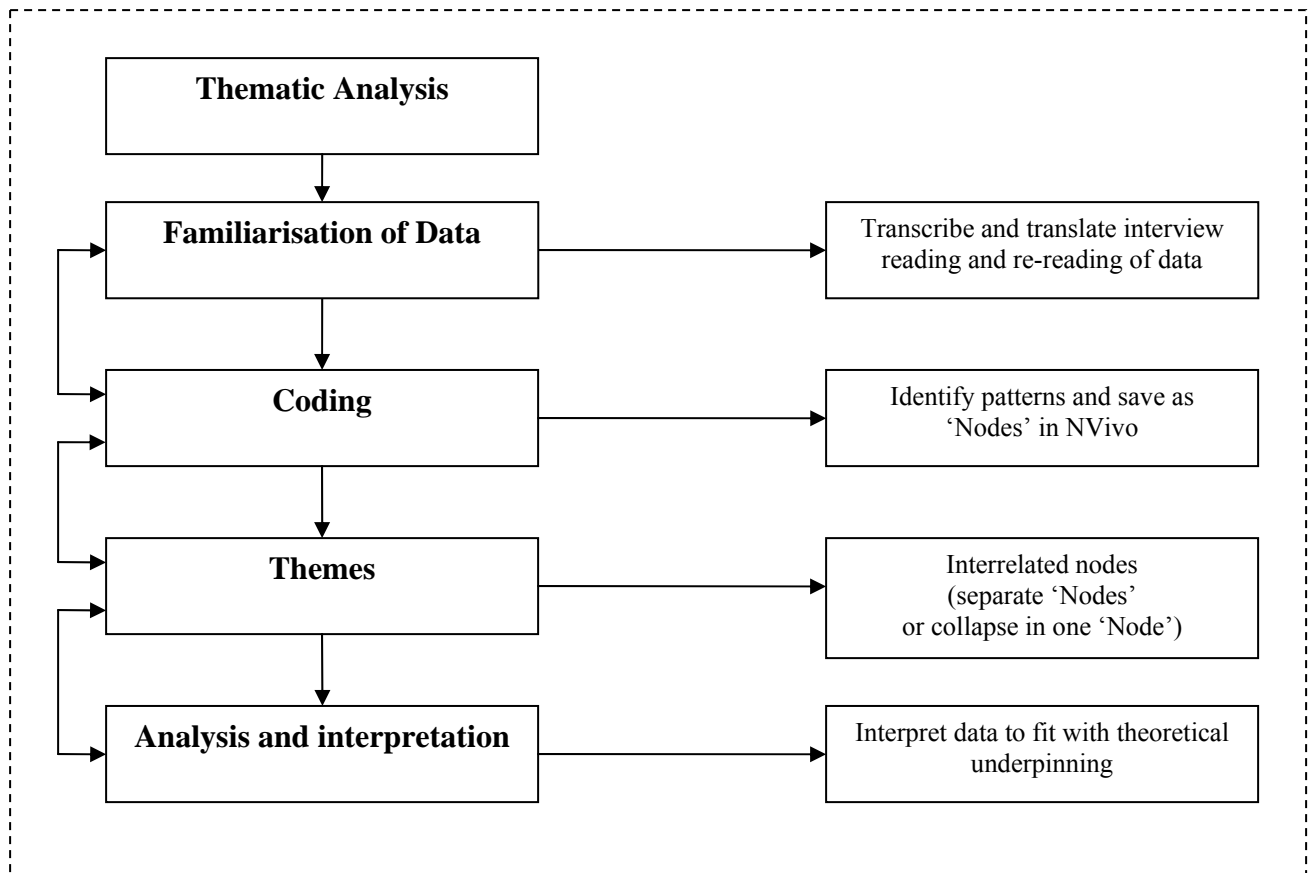 Thematic Analysis
Familiarisation of Data
Transcribe and translate interview
reading and re-reading of data
Coding
Identify patterns and save as
‘Nodes’ in NVivo
Themes
Interrelated nodes
(separate ‘Nodes’
or collapse in one ‘Node’)
Analysis and interpretation
Interpret data to fit with theoretical
underpinning